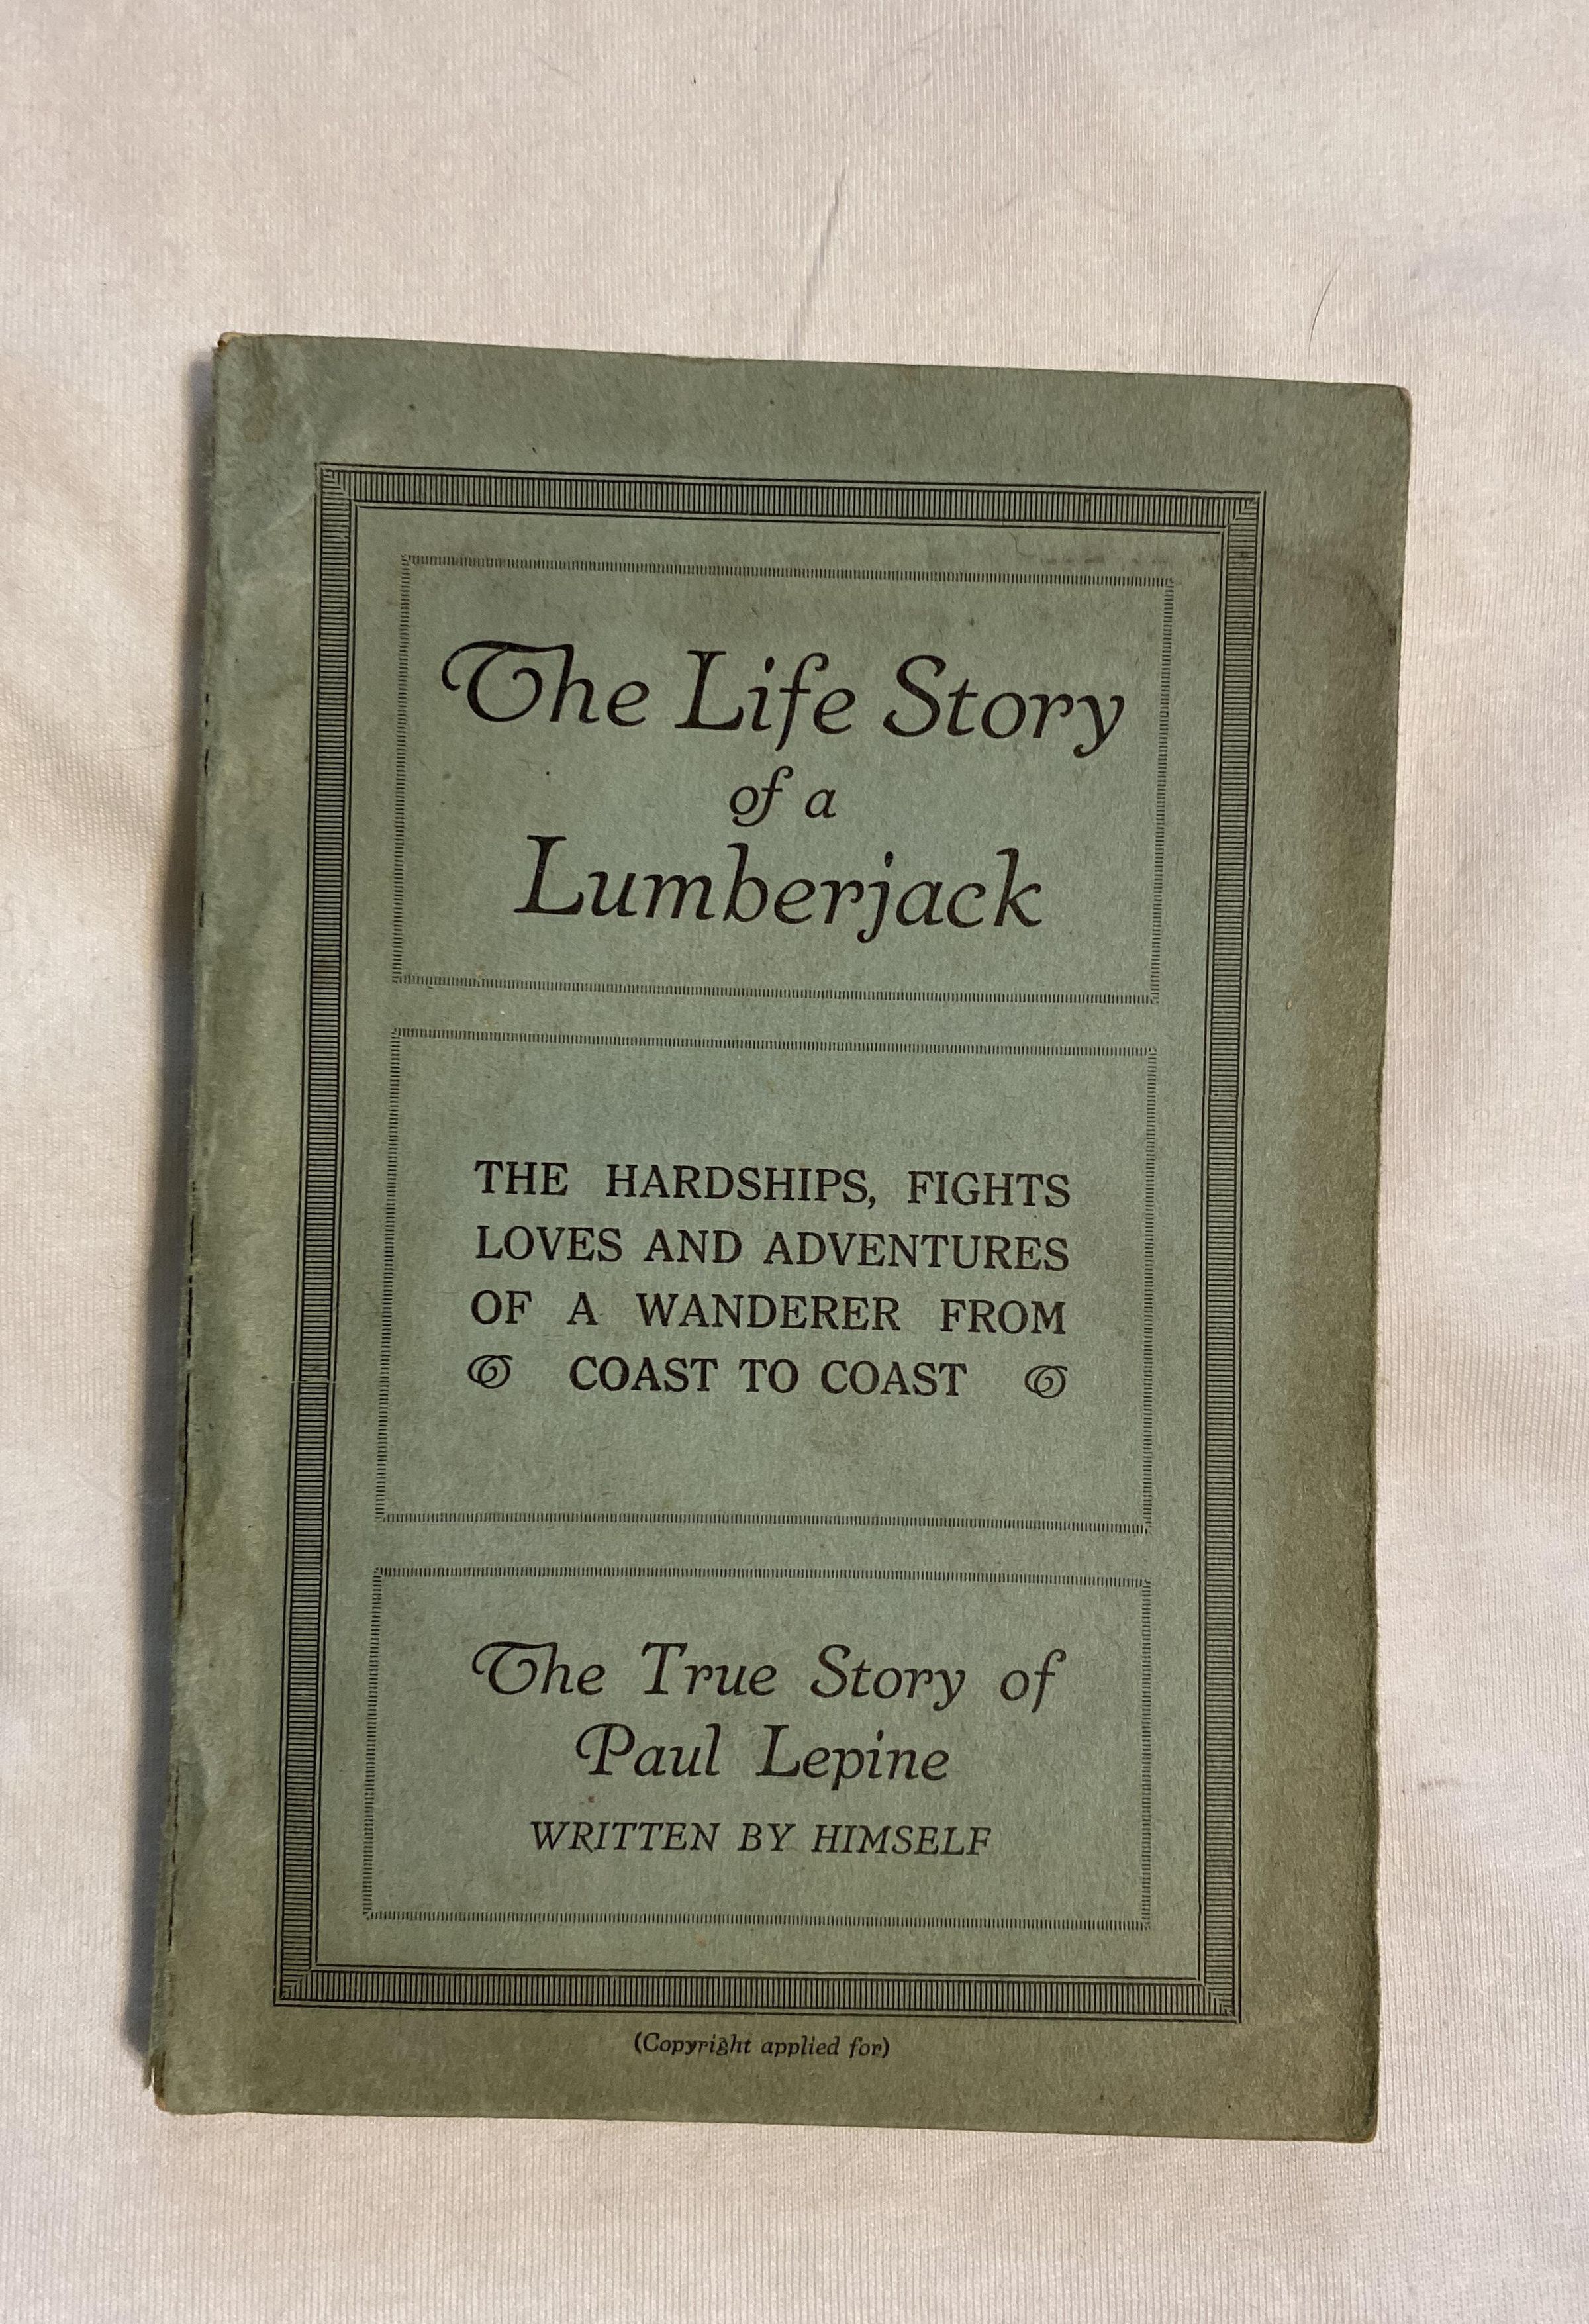 The Life Story
of a
Lumberjack
THE HARDSHIPS, FIGHTS
LOVES AND ADVENTURES
OF A WANDERER FROM
COAST TO COAST
The True Story of
Paul Lepine
WRITTEN BY HIMSELF
(Copyright applied for)